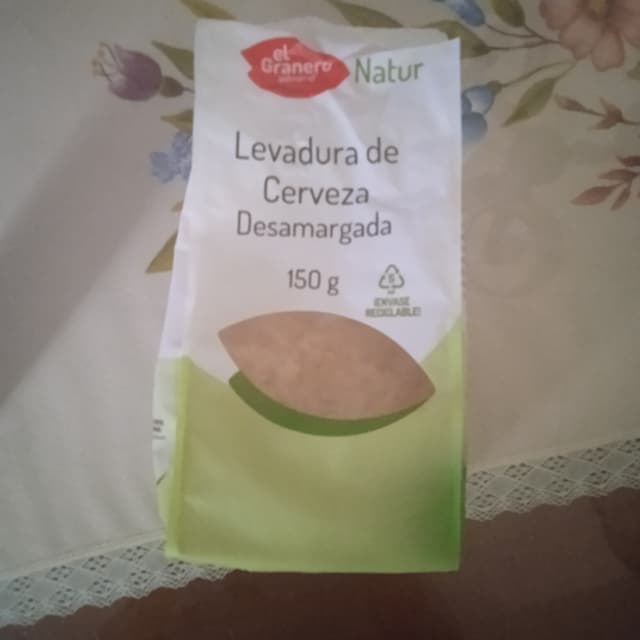 el
Granero
Natur
Levadura de
Cerveza
Desamargada
150 g
¡ENVASE
RECICLABLE!